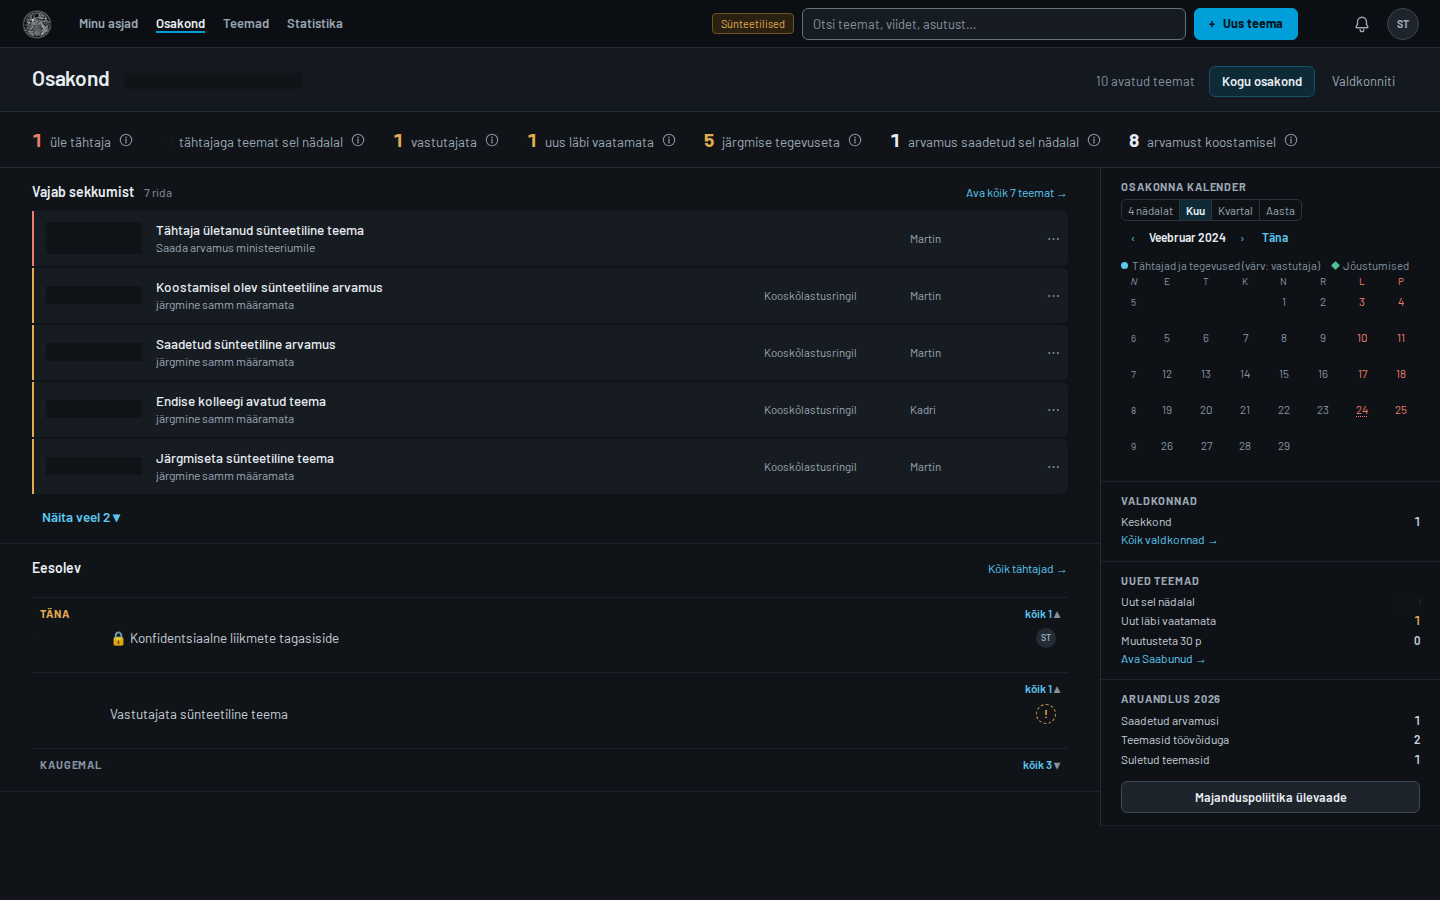 Minu asjad Osakond Teemad Statistika Sünteetilised Otsi teemat, viidet, asutust... + Uus teema ST
Osakond 10 avatud teemat Kogu osakond Valdkonniti
1 üle tähtaja tähtajaga teemat sel nädalal 1 vastutajata 1 uus läbi vaatamata 5 järgmise tegevuseta 1 arvamus saadetud sel nädalal 8 arvamust koostamisel
Vajab sekkumist 7 rida Ava kõik 7 teemat →
Tähtaja ületanud sünteetiline teema
Saada arvamus ministeeriumile Martin ...
Koostamisel olev sünteetiline arvamus
järgmine samm määramata Kooskõlastusringil Martin ...
Saadetud sünteetiline arvamus
järgmine samm määramata Kooskõlastusringil Martin ...
Endise kolleegi avatud teema
järgmine samm määramata Kooskõlastusringil Kadri ...
Järgmiseta sünteetiline teema
järgmine samm määramata Kooskõlastusringil Martin ...
Näita veel 2 ▼
Eesolev Kõik tähtajad →
TÄNA kõik 1 ▲
🔒 Konfidentsiaalne liikmete tagasiside ST
kõik 1 ▲
Vastutajata sünteetiline teema !
KAUGEMAL kõik 3 ▼
OSAKONNA KALENDER
4 nädalat Kuu Kvartal Aasta
‹ Veebruar 2024 › Täna
Tähtajad ja tegevused (värv: vastutaja) Jõustumised
N E T K N R L P
5 1 2 3 4
6 5 6 7 8 9 10 11
7 12 13 14 15 16 17 18
8 19 20 21 22 23 24 25
9 26 27 28 29
VALDKONNAD
Keskkond 1
Kõik valdkonnad →
UUED TEEMAD
Uut sel nädalal
Uut läbi vaatamata 1
Muutusteta 30 p 0
Ava Saabunud →
ARUANDLUS 2026
Saadetud arvamusi 1
Teemasid töövõiduga 2
Suletud teemasid 1
Majanduspoliitika ülevaade